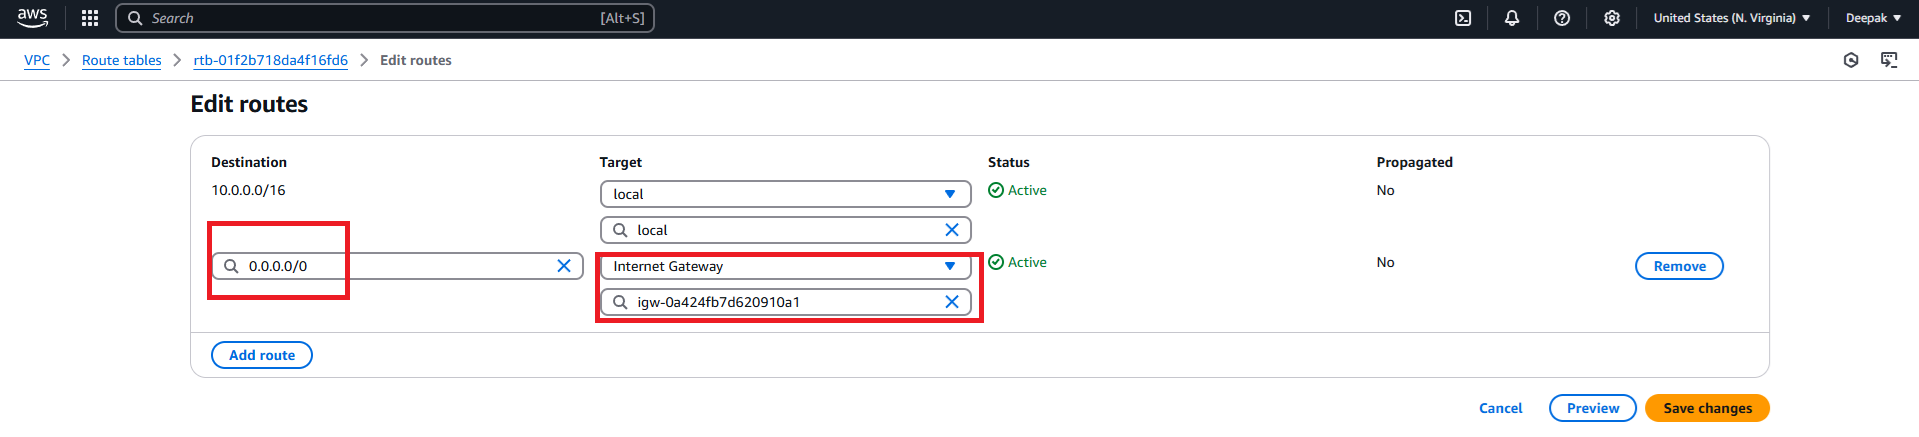 aws Search [Alt+S] United States (N. Virginia) Deepak
VPC Route tables rtb-01f2b718da4f16fd6 Edit routes
Edit routes
Destination Target Status Propagated
10.0.0.0/16 local Active No
local
0.0.0.0/0 Internet Gateway Active No Remove
igw-0a424fb7d620910a1
Add route
Cancel Preview Save changes